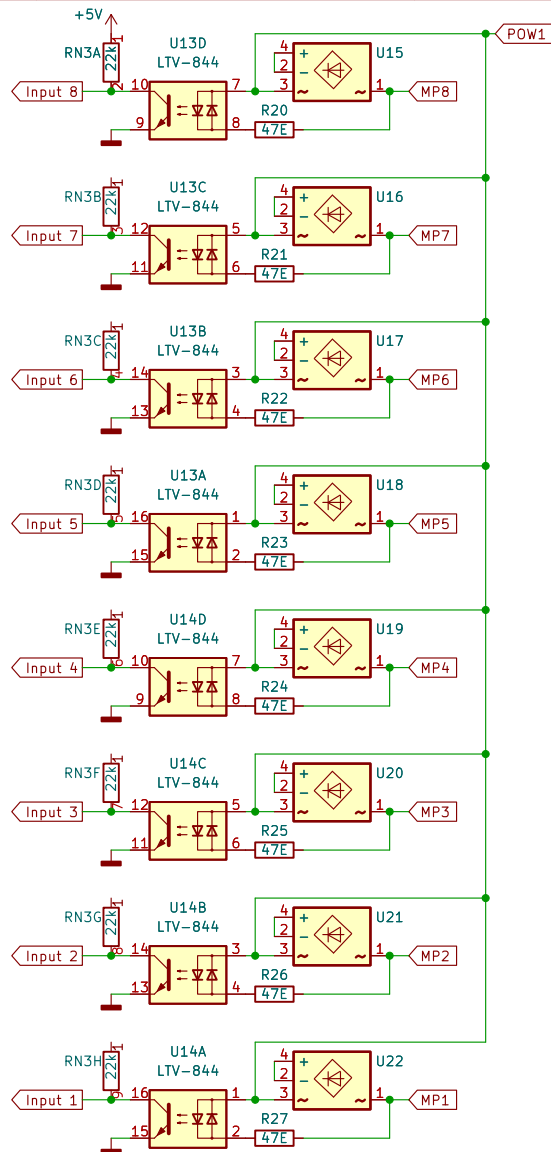 +5V
POW1
RN3A 22k 1 2
U13D
LTV-844
U15
Input 8 10 9 7 8 4 + 2 − 3 ~ ~ 1 MP8
R20
47E
RN3B 22k 1 3
U13C
LTV-844
U16
Input 7 12 11 5 6 4 + 2 − 3 ~ ~ 1 MP7
R21
47E
RN3C 22k 1 4
U13B
LTV-844
U17
Input 6 14 13 3 4 4 + 2 − 3 ~ ~ 1 MP6
R22
47E
RN3D 22k 1 5
U13A
LTV-844
U18
Input 5 16 15 1 2 4 + 2 − 3 ~ ~ 1 MP5
R23
47E
RN3E 22k 1 6
U14D
LTV-844
U19
Input 4 10 9 7 8 4 + 2 − 3 ~ ~ 1 MP4
R24
47E
RN3F 22k 1 7
U14C
LTV-844
U20
Input 3 12 11 5 6 4 + 2 − 3 ~ ~ 1 MP3
R25
47E
RN3G 22k 1 8
U14B
LTV-844
U21
Input 2 14 13 3 4 4 + 2 − 3 ~ ~ 1 MP2
R26
47E
RN3H 22k 1 9
U14A
LTV-844
U22
Input 1 16 15 1 2 4 + 2 − 3 ~ ~ 1 MP1
R27
47E